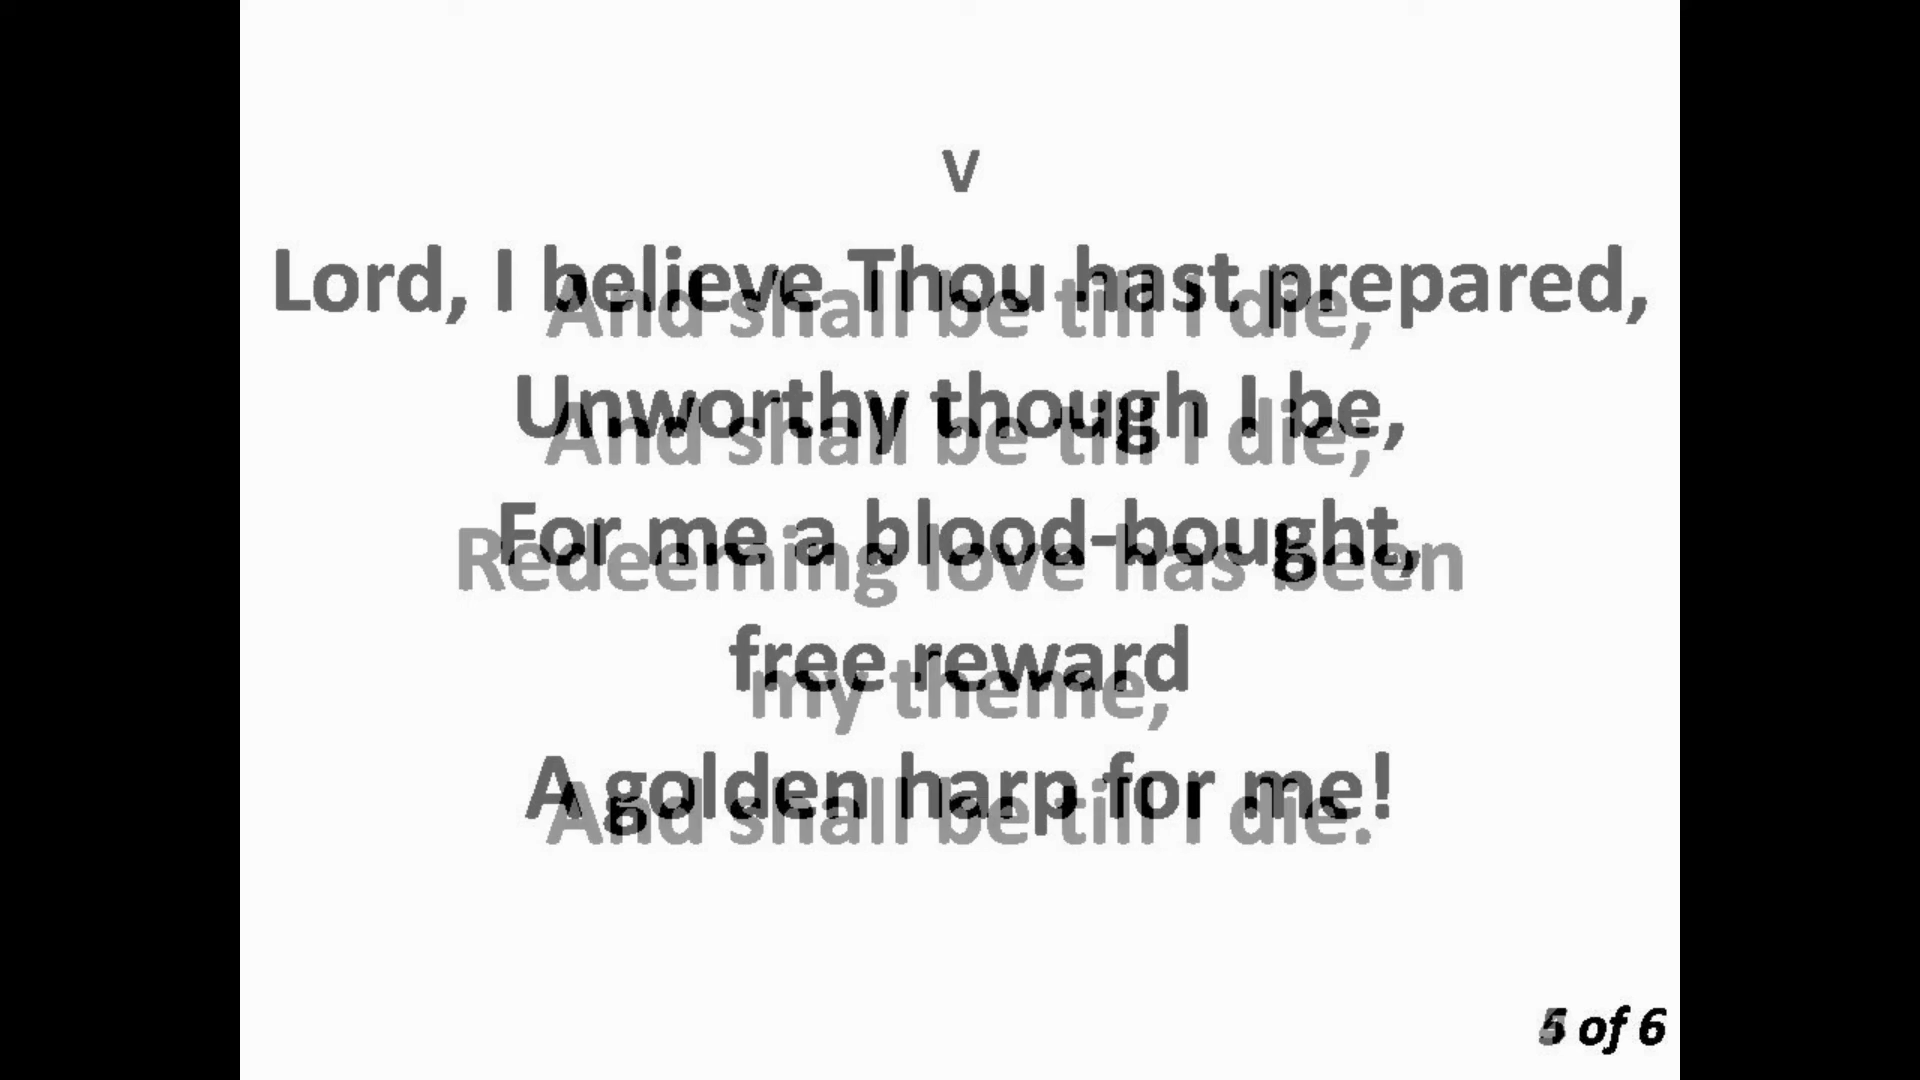 V
Lord, I believe Thou hast prepared,
And shall be till I die,
Unworthy though I be,
And shall be till I die;
For me a blood-bought,
Redeeming love has been
free reward
my theme,
A golden harp for me!
And shall be till I die.
5 of 6